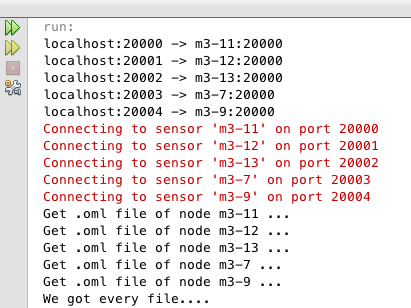 run:
localhost:20000 -> m3-11:20000
localhost:20001 -> m3-12:20000
localhost:20002 -> m3-13:20000
localhost:20003 -> m3-7:20000
localhost:20004 -> m3-9:20000
Connecting to sensor 'm3-11' on port 20000
Connecting to sensor 'm3-12' on port 20001
Connecting to sensor 'm3-13' on port 20002
Connecting to sensor 'm3-7' on port 20003
Connecting to sensor 'm3-9' on port 20004
Get .oml file of node m3-11 ...
Get .oml file of node m3-12 ...
Get .oml file of node m3-13 ...
Get .oml file of node m3-7 ...
Get .oml file of node m3-9 ...
We got every file....